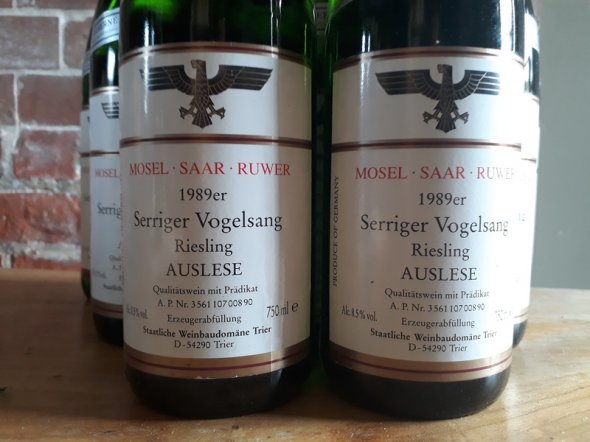 MOSEL · SAAR · RUWER
1989er
Serriger Vogelsang
Riesling
AUSLESE
Qualitätswein mit Prädikat
A. P. Nr. 3 561 107 008 90
750 ml e
Erzeugerabfüllung
Staatliche Weinbaudomäne Trier
D-54290 Trier
PRODUCE OF GERMANY
MOSEL · SAAR · RUWE
1989er
Serriger Vogelsang
Riesling
AUSLESE
Qualitätswein mit Prädikat
A. P. Nr. 3 561 107 008 90
Alc. 8.5% vol.
Erzeugerabfüllung
Staatliche Weinbaudomäne Trier
D-54290 Trier